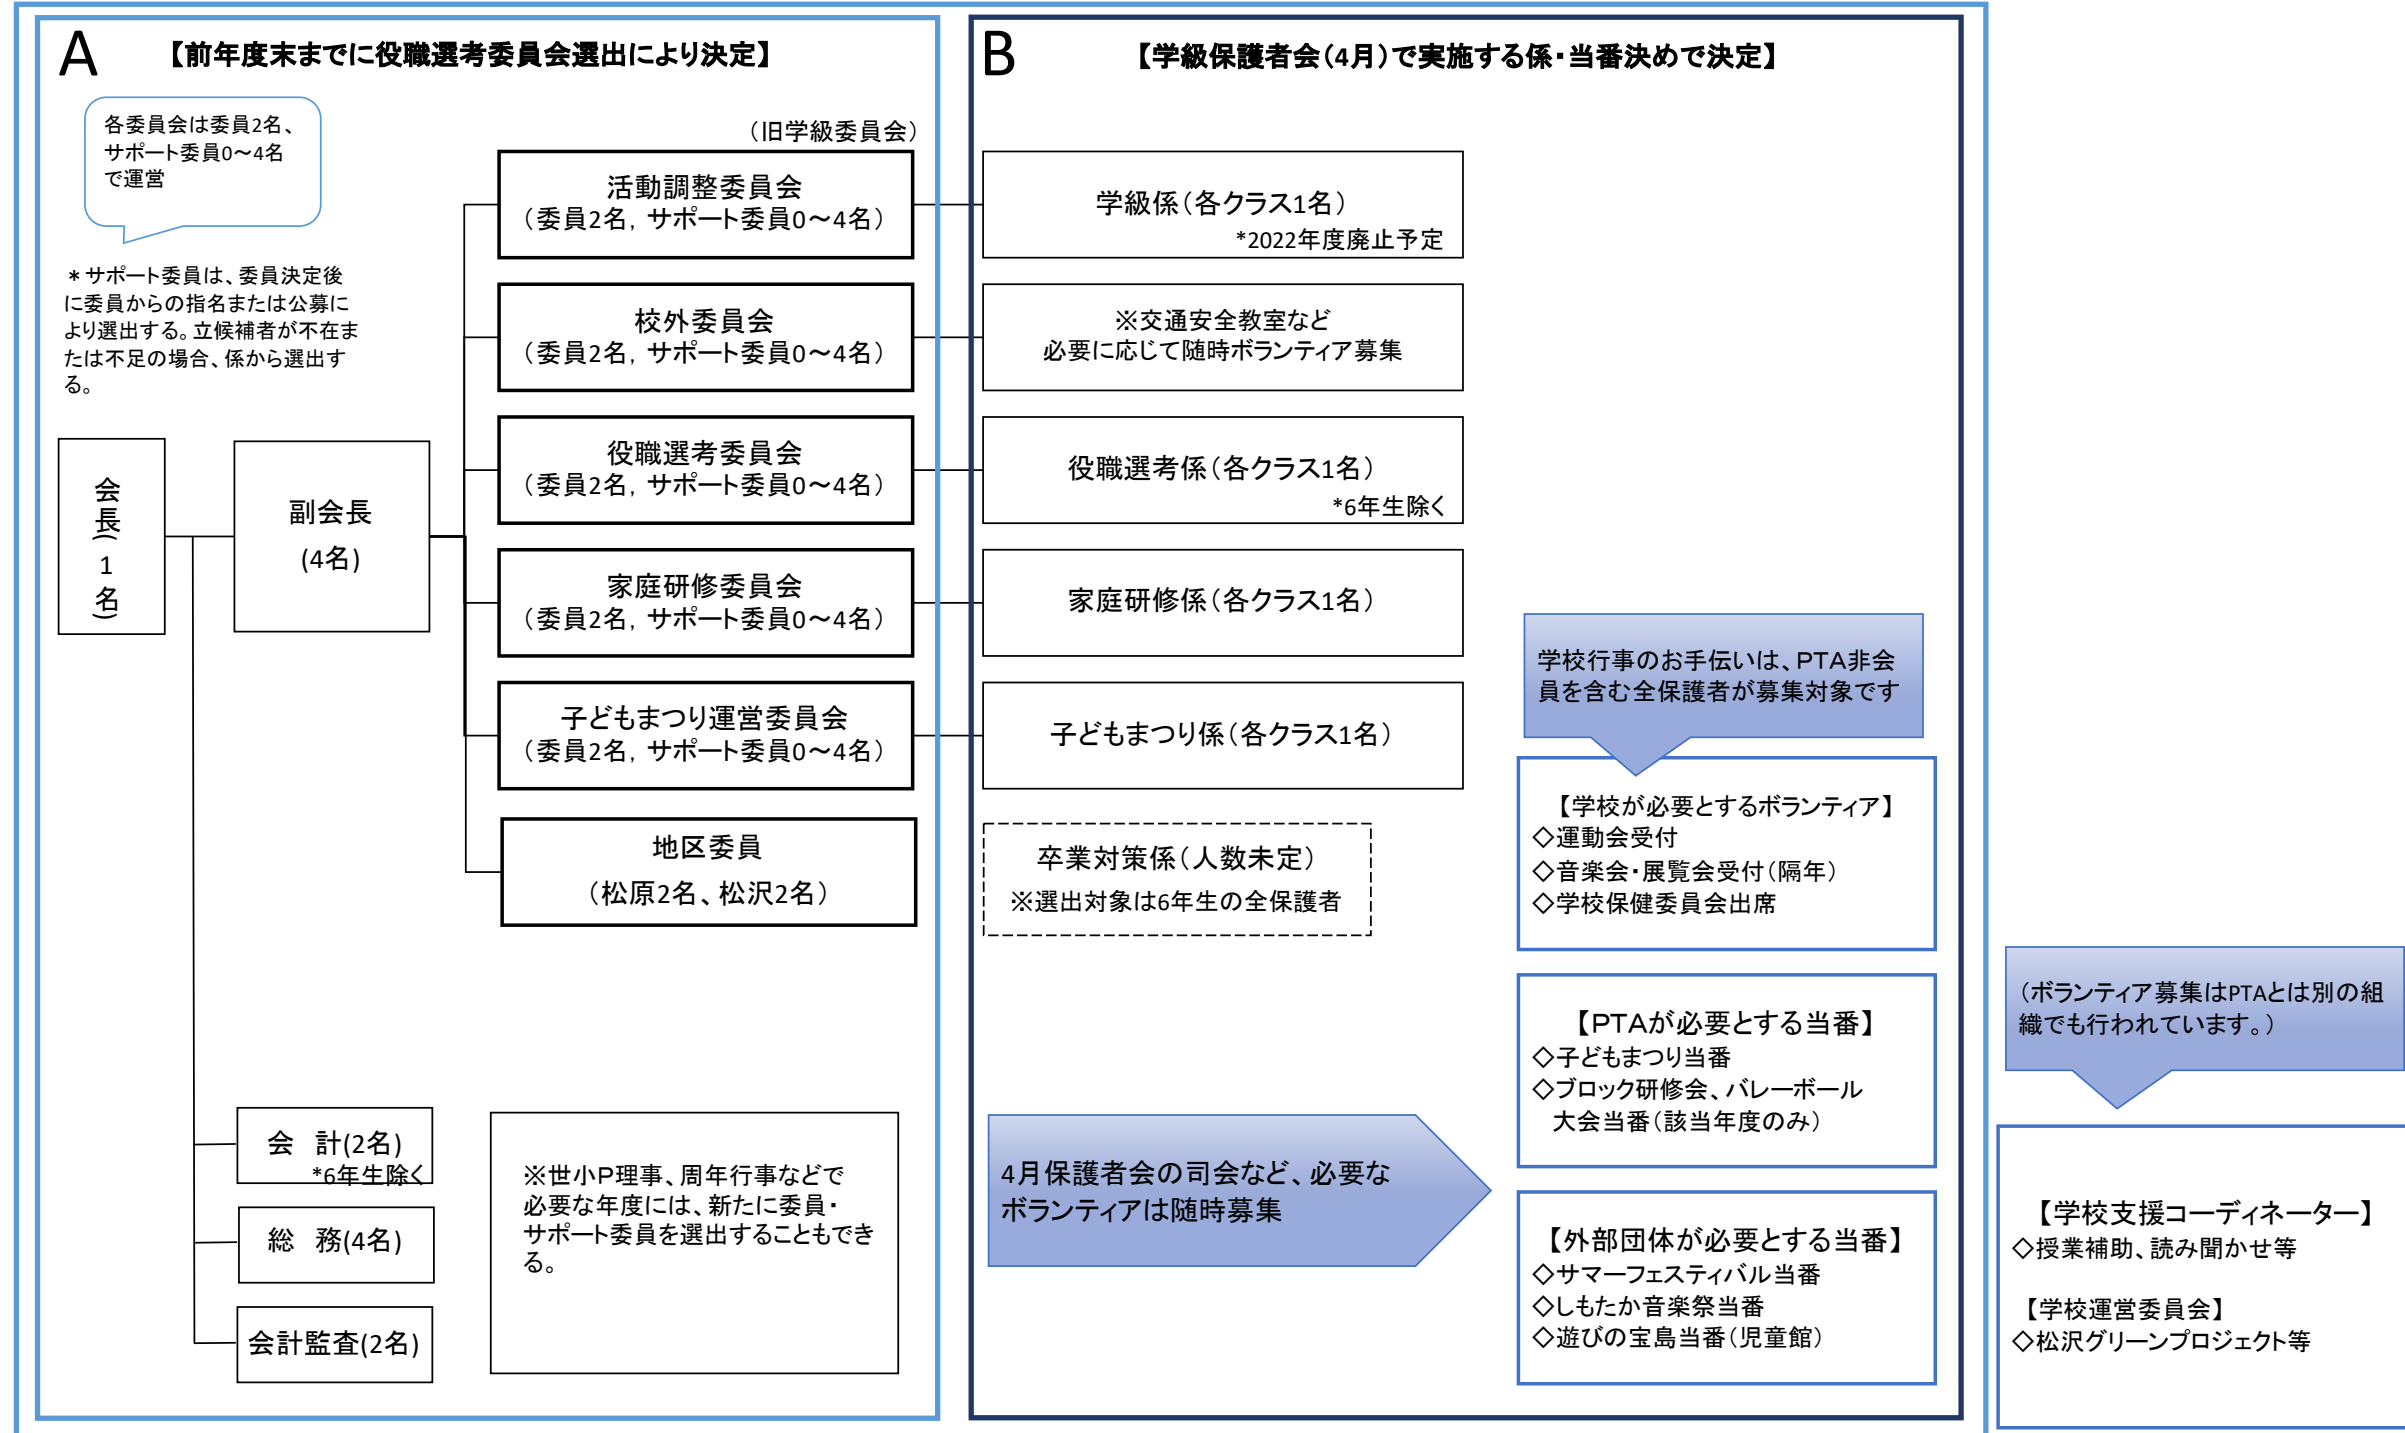 A
【前年度末までに役職選考委員会選出により決定】
各委員会は委員2名、
サポート委員0～4名
で運営
＊サポート委員は、委員決定後
に委員からの指名または公募に
より選出する。立候補者が不在ま
たは不足の場合、係から選出す
る。
（旧学級委員会）
会長(1名)
副会長
(4名)
活動調整委員会
（委員2名，サポート委員0～4名）
校外委員会
（委員2名，サポート委員0～4名）
役職選考委員会
（委員2名，サポート委員0～4名）
家庭研修委員会
（委員2名，サポート委員0～4名）
子どもまつり運営委員会
（委員2名，サポート委員0～4名）
地区委員
（松原2名、松沢2名）
会　計(2名)
*6年生除く
総　務(4名)
会計監査(2名)
※世小P理事、周年行事などで
必要な年度には、新たに委員・
サポート委員を選出することもでき
る。
B
【学級保護者会（4月）で実施する係・当番決めで決定】
学級係（各クラス1名）
*2022年度廃止予定
※交通安全教室など
必要に応じて随時ボランティア募集
役職選考係（各クラス1名）
*6年生除く
家庭研修係（各クラス1名）
子どもまつり係（各クラス1名）
卒業対策係（人数未定）
※選出対象は6年生の全保護者
4月保護者会の司会など、必要な
ボランティアは随時募集
学校行事のお手伝いは、PTA非会
員を含む全保護者が募集対象です
【学校が必要とするボランティア】
◇運動会受付
◇音楽会・展覧会受付（隔年）
◇学校保健委員会出席
【PTAが必要とする当番】
◇子どもまつり当番
◇ブロック研修会、バレーボール
大会当番（該当年度のみ）
【外部団体が必要とする当番】
◇サマーフェスティバル当番
◇しもたか音楽祭当番
◇遊びの宝島当番（児童館）
（ボランティア募集はPTAとは別の組
織でも行われています。）
【学校支援コーディネーター】
◇授業補助、読み聞かせ等
【学校運営委員会】
◇松沢グリーンプロジェクト等